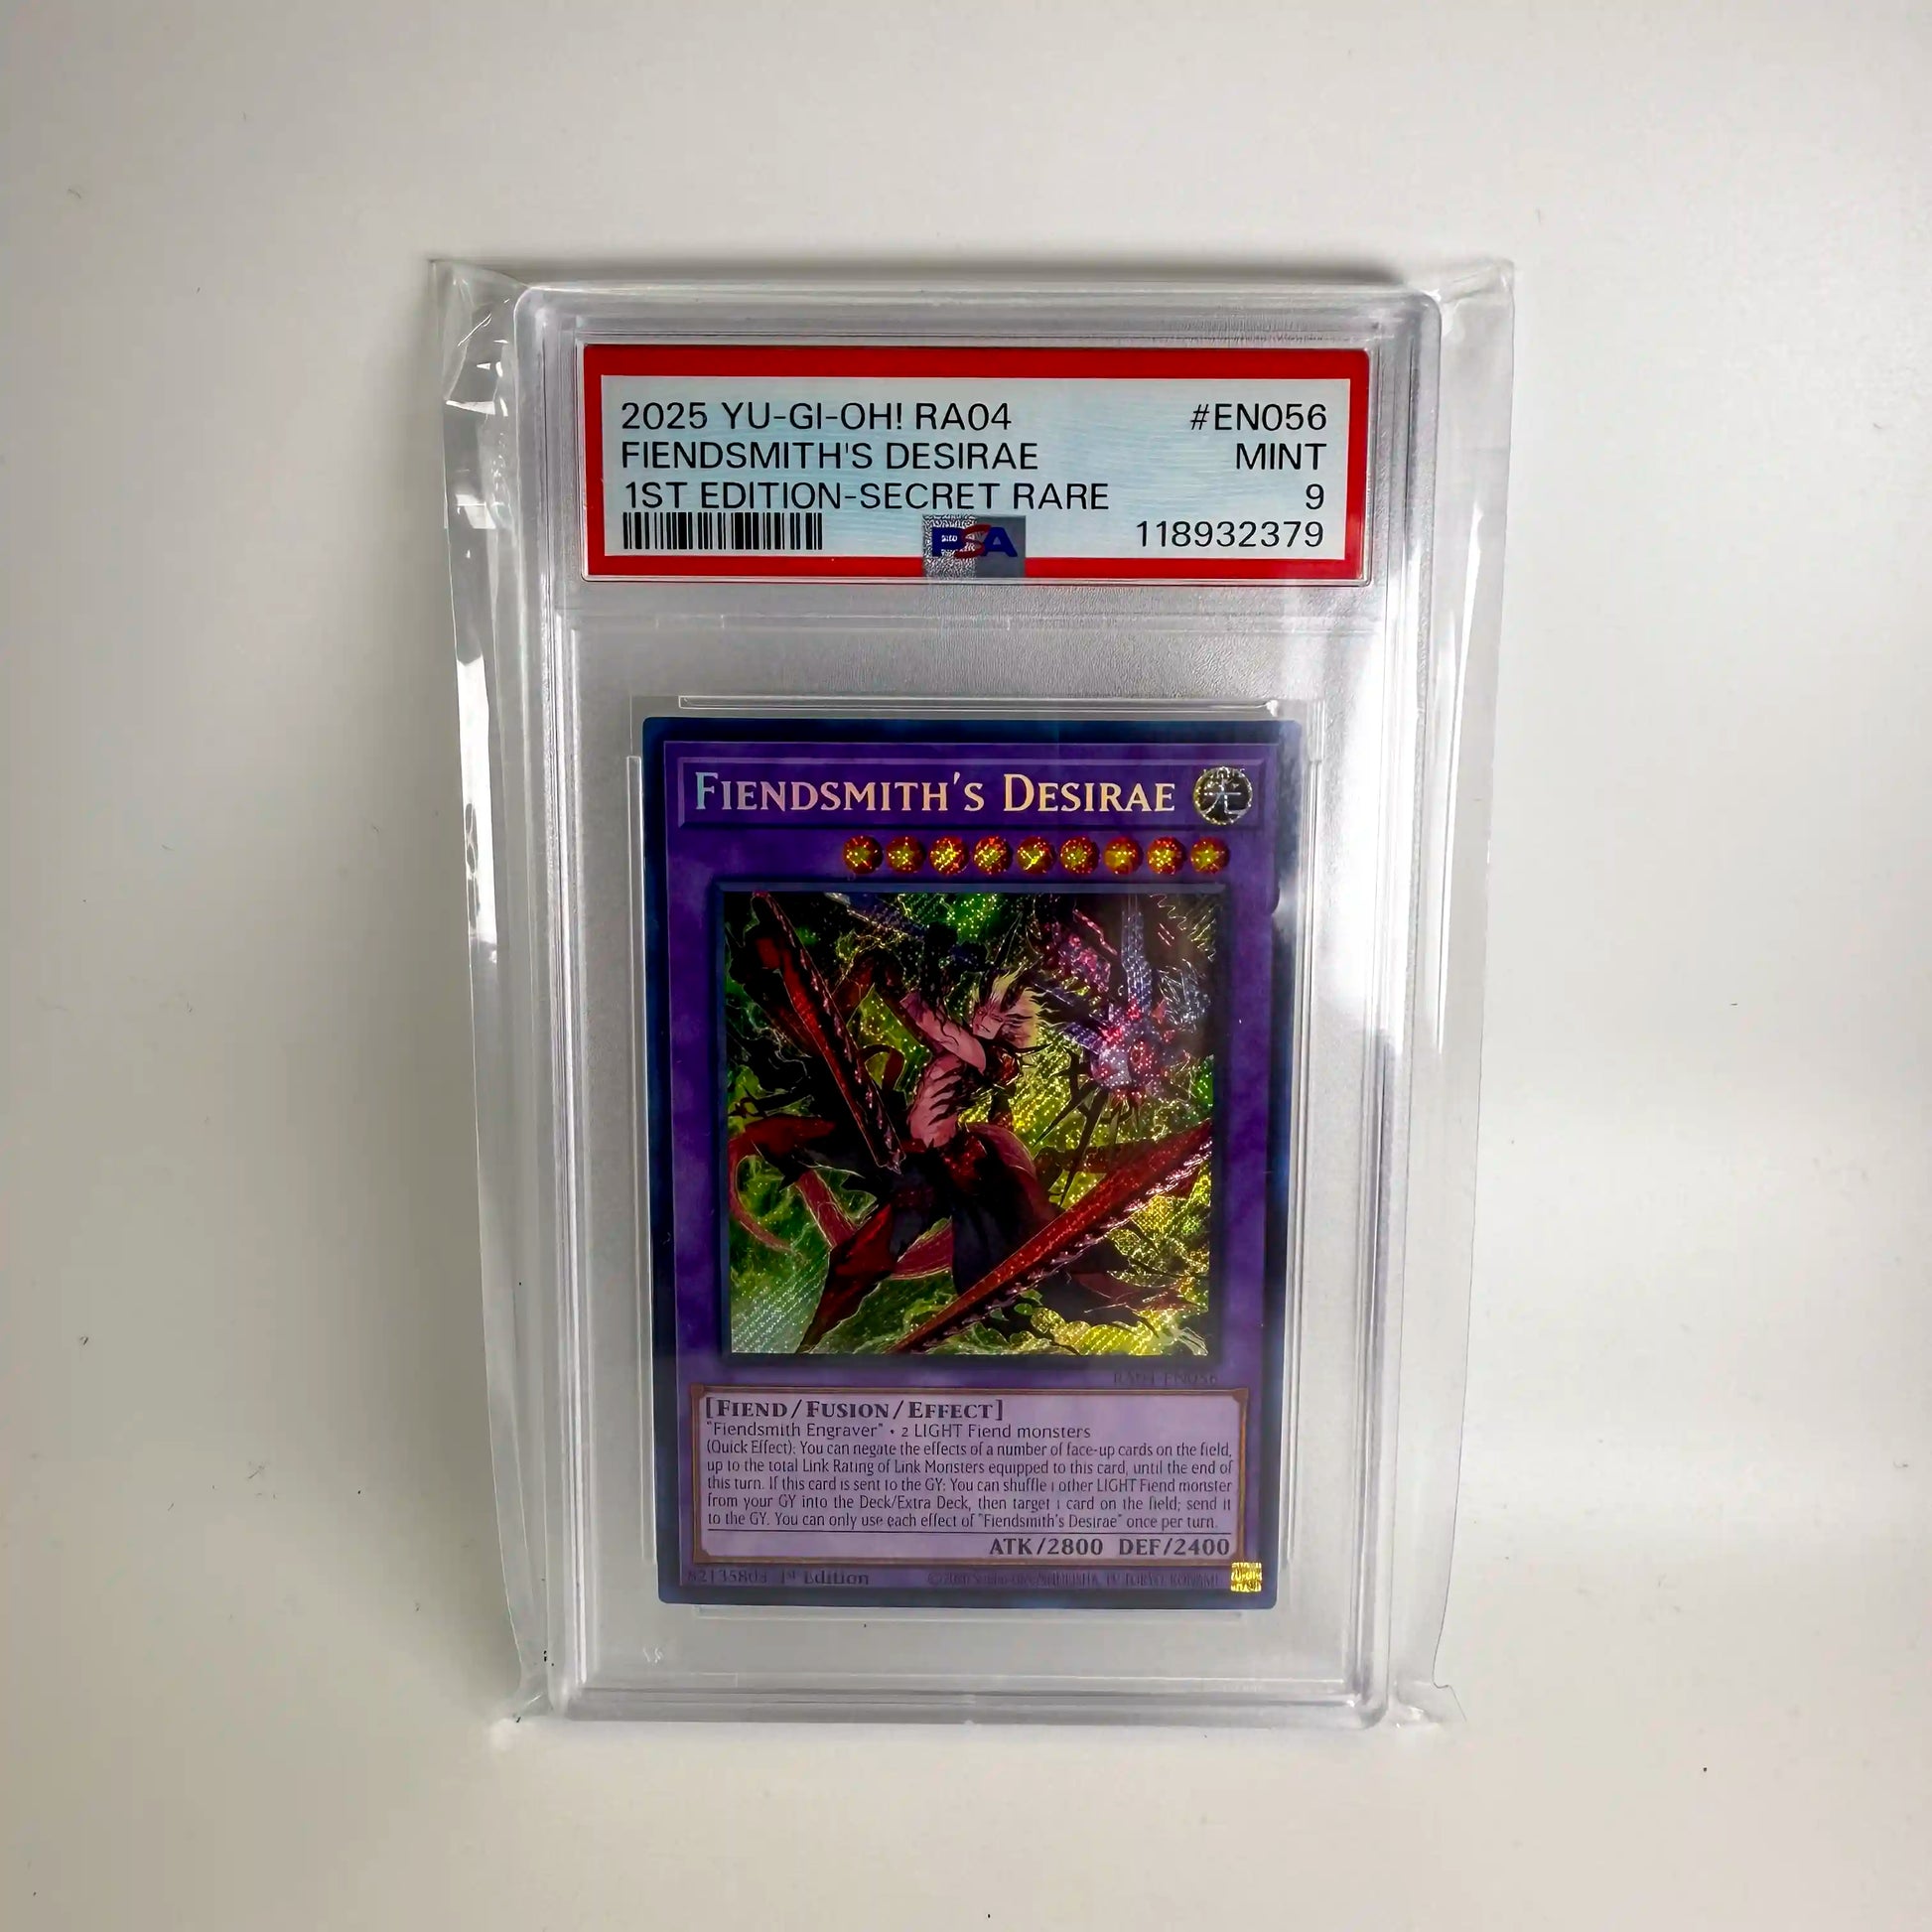 2025 YU-GI-OH! RA04 #EN056
FIENDSMITH'S DESIRAE MINT
1ST EDITION-SECRET RARE 9
PSA 118932379
FIENDSMITH'S DESIRAE
光
RA04-EN056
[FIEND/FUSION/EFFECT]
"Fiendsmith Engraver" + 2 LIGHT Fiend monsters
(Quick Effect): You can negate the effects of a number of face-up cards on the field,
up to the total Link Rating of Link Monsters equipped to this card, until the end of
this turn. If this card is sent to the GY: You can shuffle 1 other LIGHT Fiend monster
from your GY into the Deck/Extra Deck, then target 1 card on the field; send it
to the GY. You can only use each effect of "Fiendsmith's Desirae" once per turn.
ATK/2800 DEF/2400
82135803 1st Edition